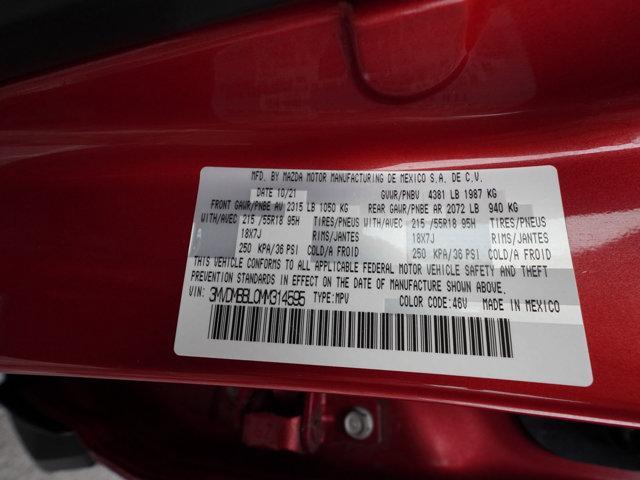 MFD. BY MAZDA MOTOR MANUFACTURING DE MEXICO S.A. DE C.V.
DATE 10/21 GVWR/PNBV 4381 LB 1987 KG
FRONT GAWR/PNBE AV 2315 LB 1050 KG REAR GAWR/PNBE AR 2072 LB 940 KG
WITH/AVEC 215 /55R18 95H TIRES/PNEUS WITH/AVEC 215 /55R18 95H TIRES/PNEUS
18X7J RIMS/JANTES 18X7J RIMS/JANTES
250 KPA/36 PSI COLD/A FROID 250 KPA/36 PSI COLD/A FROID
THIS VEHICLE CONFORMS TO ALL APPLICABLE FEDERAL MOTOR VEHICLE SAFETY AND THEFT
PREVENTION STANDARDS IN EFFECT ON THE DATE OF MANUFACTURE SHOWN ABOVE.
VIN: 3MVDMBBL0MM314595 TYPE:MPV COLOR CODE:46V MADE IN MEXICO